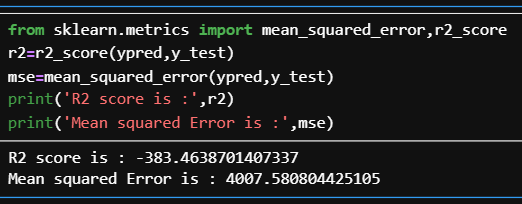 from sklearn.metrics import mean_squared_error,r2_score
r2=r2_score(ypred,y_test)
mse=mean_squared_error(ypred,y_test)
print('R2 score is :',r2)
print('Mean squared Error is :',mse)
R2 score is : -383.4638701407337
Mean squared Error is : 4007.580804425105